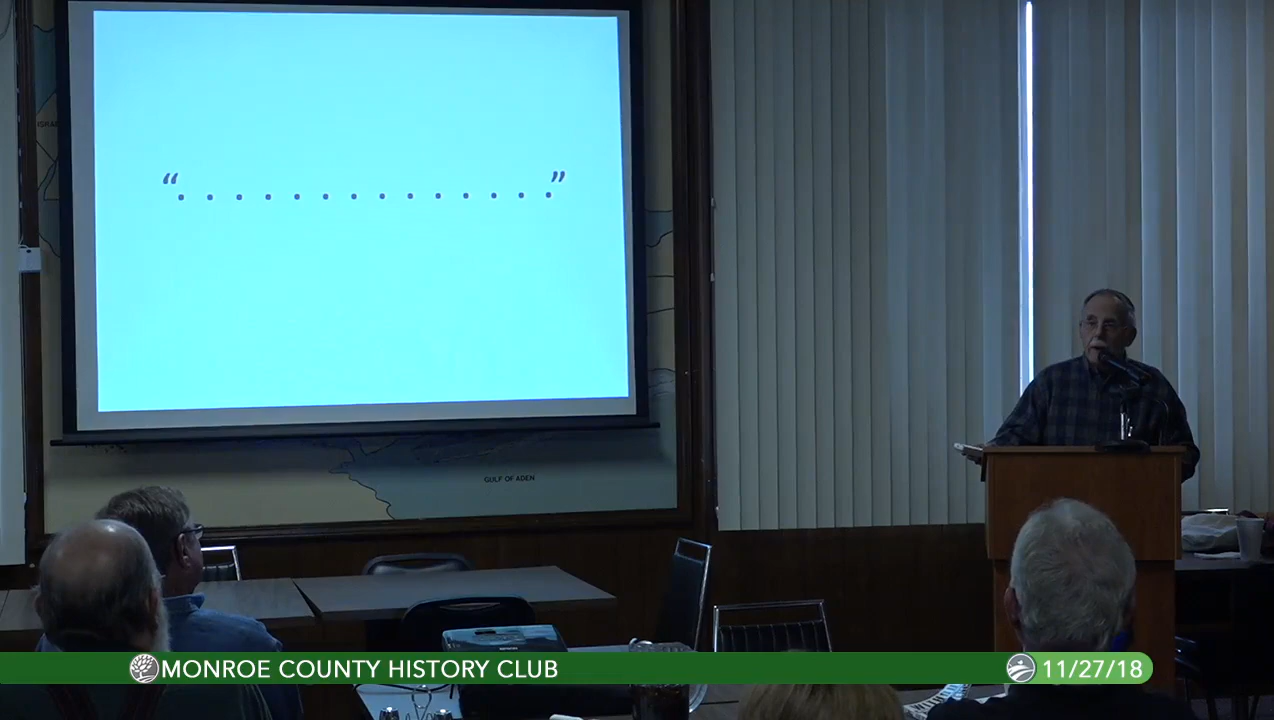 “. . . . . . . . . . . . . .”
GULF OF ADEN
MONROE COUNTY HISTORY CLUB
11/27/18